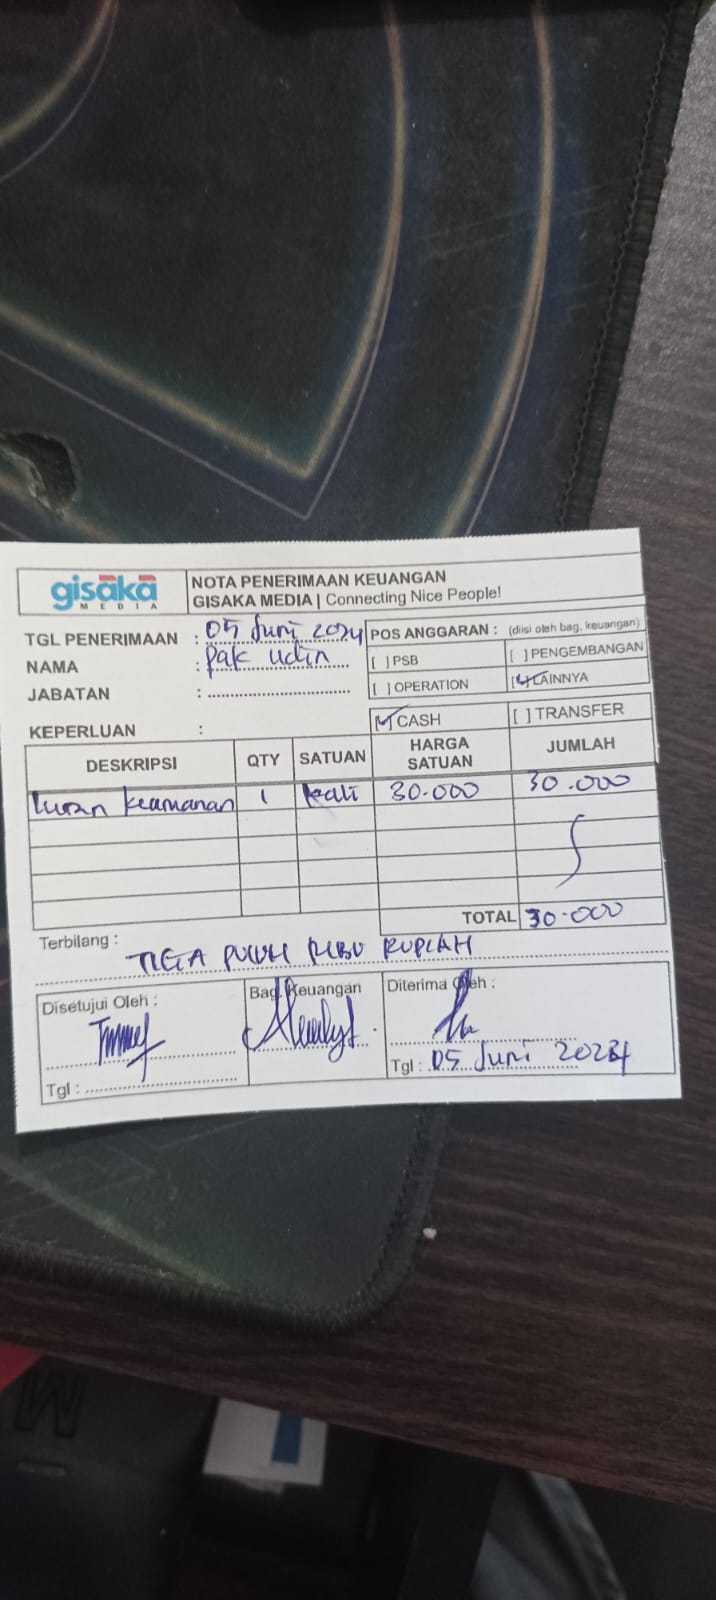 gisaka
MEDIA
NOTA PENERIMAAN KEUANGAN
GISAKA MEDIA | Connecting Nice People!
TGL PENERIMAAN : 05 Juni 2024
NAMA : Pak Udin
JABATAN :
POS ANGGARAN : (diisi oleh bag. keuangan)
[ ] PSB [ ] PENGEMBANGAN
[ ] OPERATION [✓] LAINNYA
KEPERLUAN :
[✓] CASH [ ] TRANSFER
DESKRIPSI QTY SATUAN HARGA SATUAN JUMLAH
Iuran Keamanan 1 kali 30.000 30.000
TOTAL 30.000
Terbilang : TIGA PULUH RIBU RUPIAH
Disetujui Oleh : Bag. Keuangan Diterima Oleh :
Tgl : Tgl : 05 Juni 2024